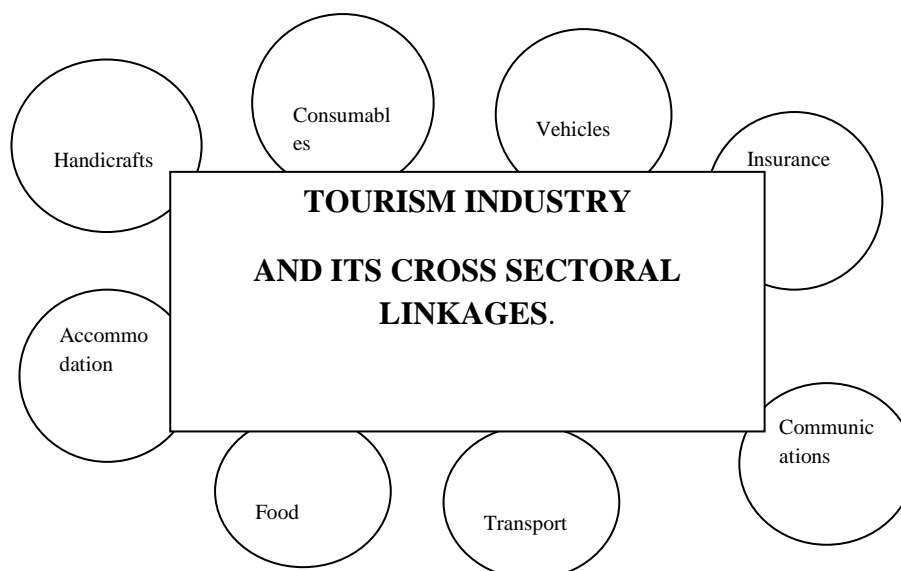 Consumabl
es
Vehicles
Handicrafts
Insurance
TOURISM INDUSTRY
AND ITS CROSS SECTORAL
LINKAGES.
Accommo
dation
Communic
ations
Food
Transport